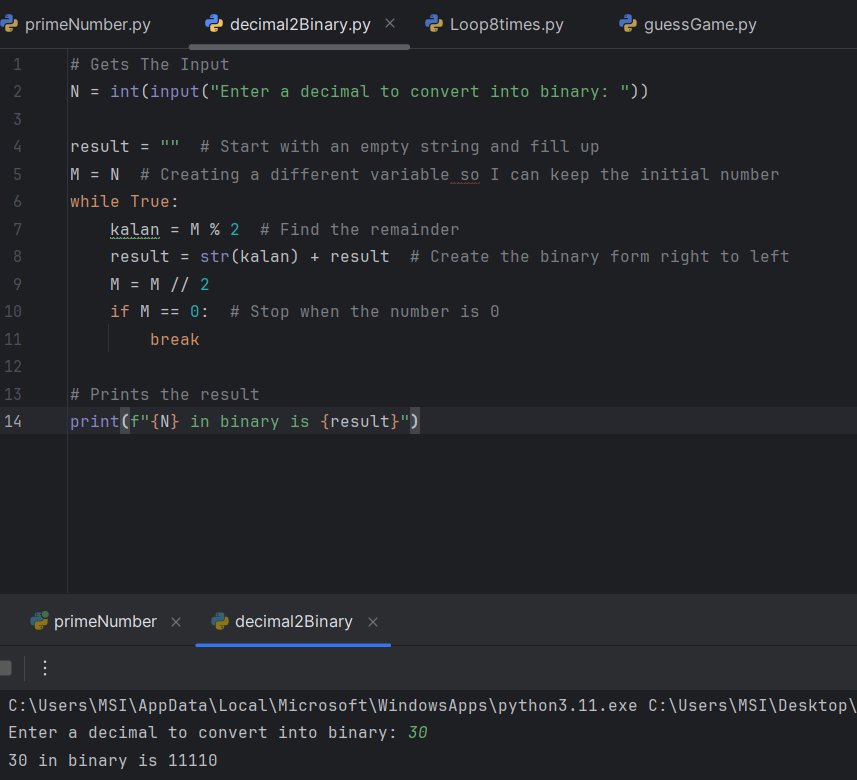 primeNumber.py decimal2Binary.py Loop8times.py guessGame.py
1 # Gets The Input
2 N = int(input("Enter a decimal to convert into binary: "))
3
4 result = ""  # Start with an empty string and fill up
5 M = N  # Creating a different variable so I can keep the initial number
6 while True:
7     kalan = M % 2  # Find the remainder
8     result = str(kalan) + result  # Create the binary form right to left
9     M = M // 2
10     if M == 0:  # Stop when the number is 0
11         break
12
13 # Prints the result
14 print(f"{N} in binary is {result}")
primeNumber decimal2Binary
C:\Users\MSI\AppData\Local\Microsoft\WindowsApps\python3.11.exe C:\Users\MSI\Desktop\
Enter a decimal to convert into binary: 30
30 in binary is 11110